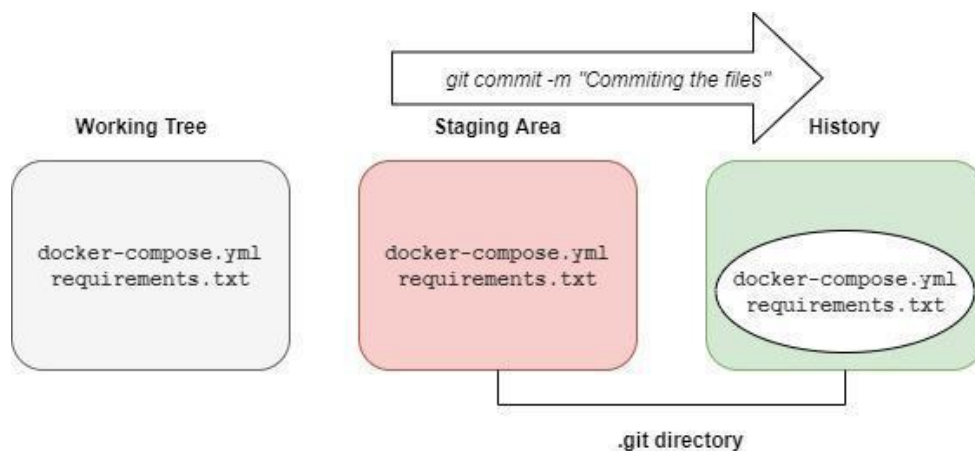 git commit -m "Commiting the files"
Working Tree
Staging Area
History
docker-compose.yml
requirements.txt
docker-compose.yml
requirements.txt
docker-compose.yml
requirements.txt
.git directory